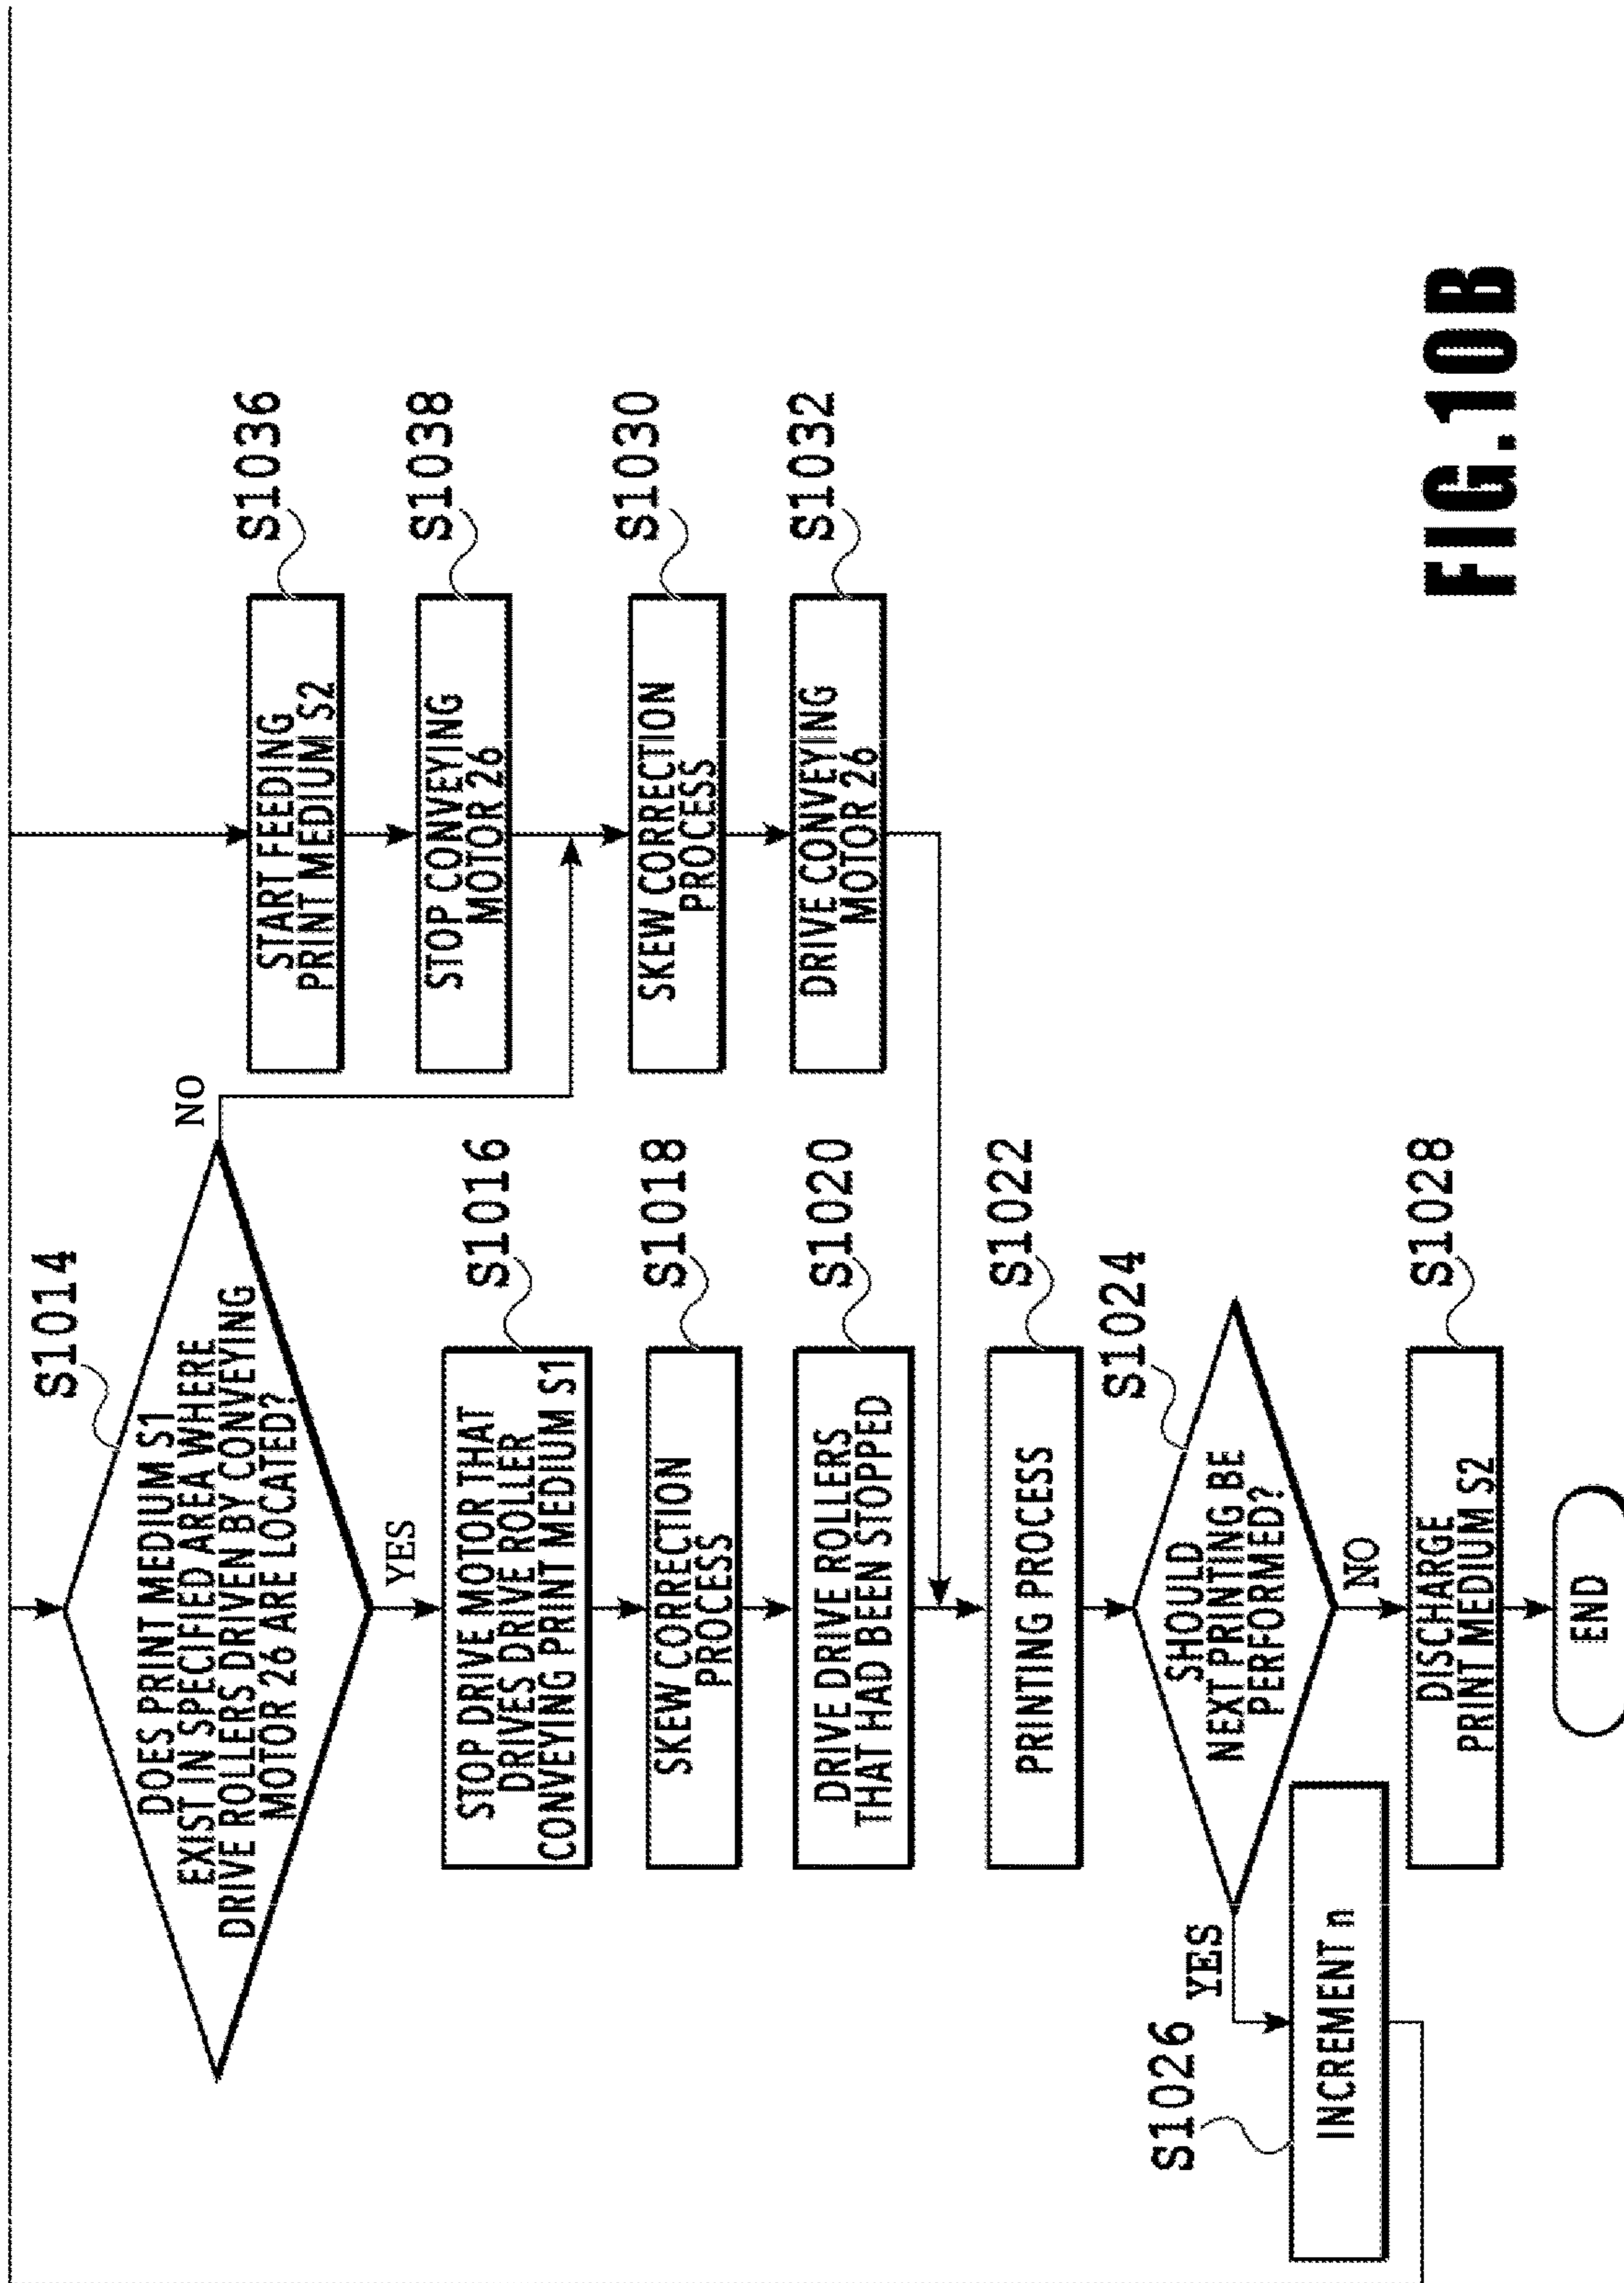 S1014
DOES PRINT MEDIUM S1
EXIST IN SPECIFIED AREA WHERE
DRIVE ROLLERS DRIVEN BY CONVEYING
MOTOR 26 ARE LOCATED?
NO
YES
S1016
STOP DRIVE MOTOR THAT
DRIVES DRIVE ROLLER
CONVEYING PRINT MEDIUM S1
S1018
SKEW CORRECTION
PROCESS
S1020
DRIVE DRIVE ROLLERS
THAT HAD BEEN STOPPED
S1036
START FEEDING
PRINT MEDIUM S2
S1038
STOP CONVEYING
MOTOR 26
S1030
SKEW CORRECTION
PROCESS
S1032
DRIVE CONVEYING
MOTOR 26
S1022
PRINTING PROCESS
S1024
SHOULD
NEXT PRINTING BE
PERFORMED?
YES
NO
S1026
INCREMENT n
S1028
DISCHARGE
PRINT MEDIUM S2
END
FIG.10B